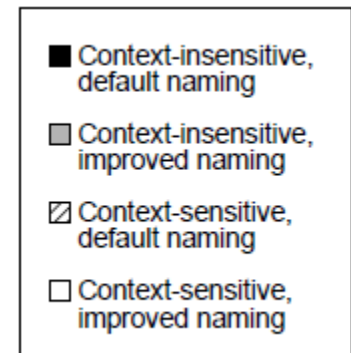 Context-insensitive,
default naming
Context-insensitive,
improved naming
Context-sensitive,
default naming
Context-sensitive,
improved naming